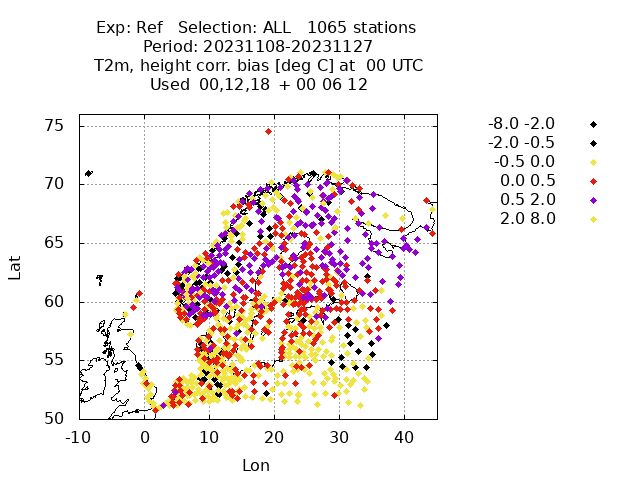 Exp: Ref   Selection: ALL   1065 stations
Period: 20231108-20231127
T2m, height corr. bias [deg C] at  00 UTC
Used  00,12,18  + 00 06 12
-8.0 -2.0
-2.0 -0.5
-0.5 0.0
0.0 0.5
0.5 2.0
2.0 8.0
75
70
65
60
55
50
Lat
-10 0 10 20 30 40
Lon